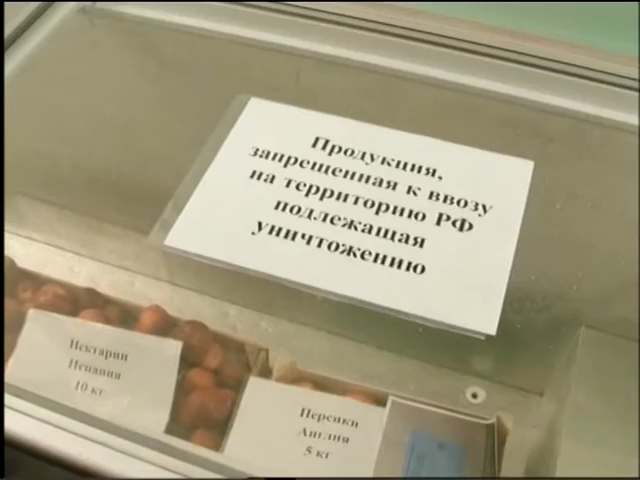 Продукция,
запрещенная к ввозу
на территорию РФ
подлежащая
уничтожению
Нектарин
Испания
10 кг
Персики
Англия
5 кг